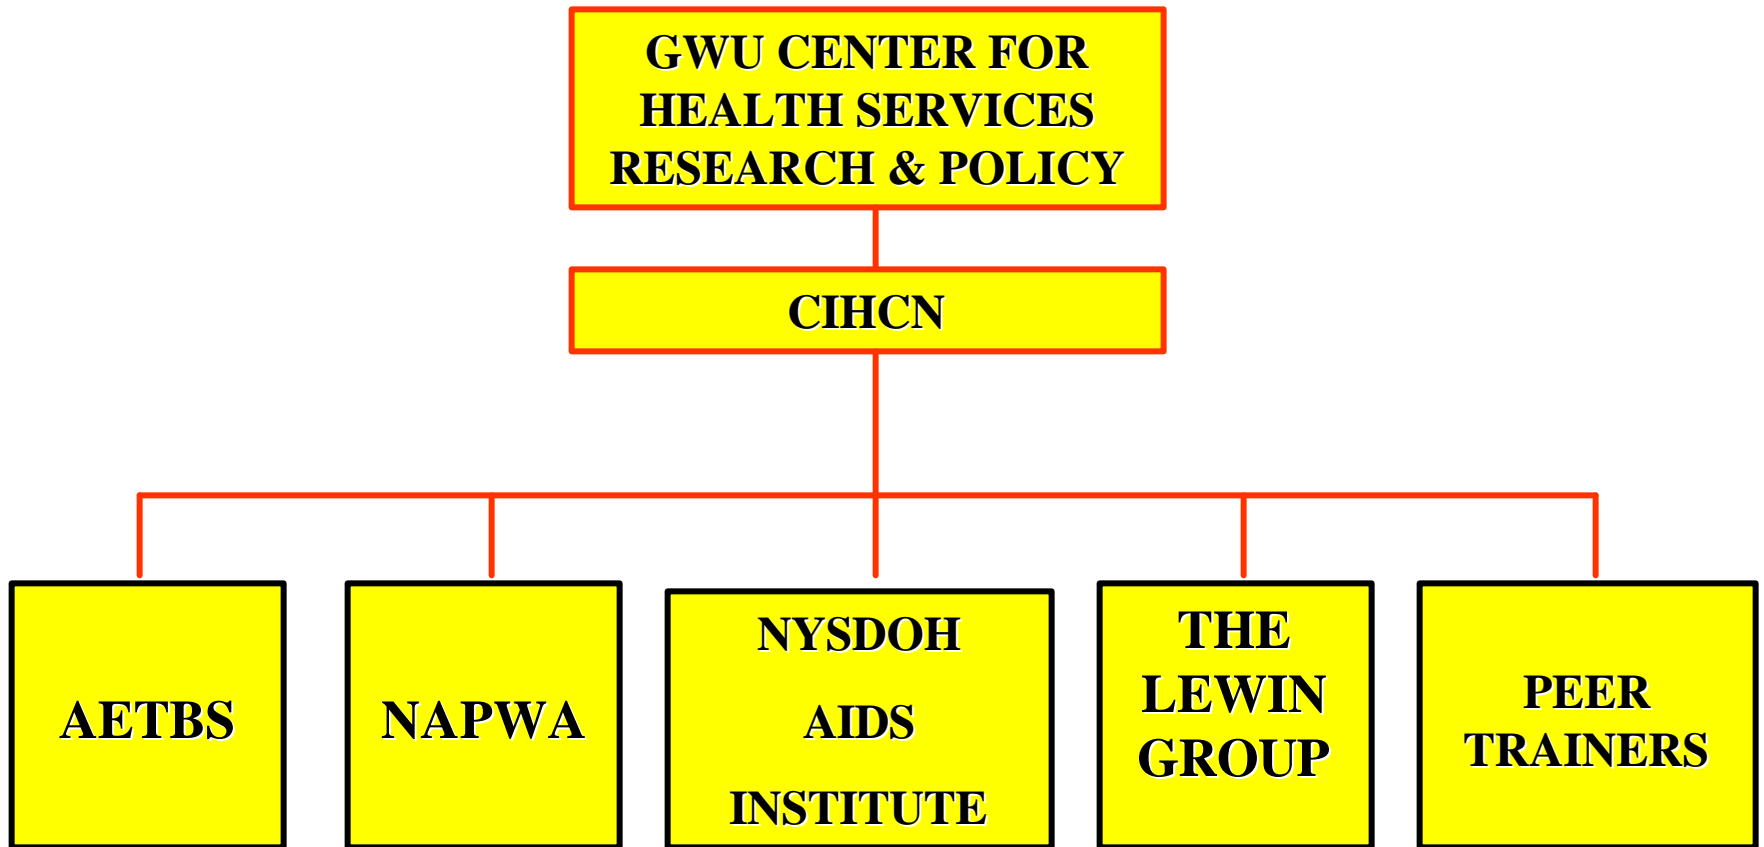 GWU CENTER FOR
HEALTH SERVICES
RESEARCH & POLICY
CIHCN
AETBS
NAPWA
NYSDOH
AIDS
INSTITUTE
THE
LEWIN
GROUP
PEER
TRAINERS